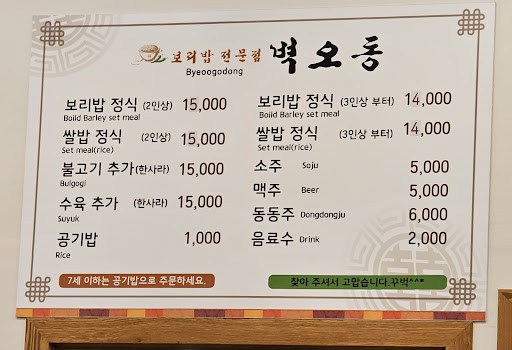 보리밥 전문점 벽오동
Byeoogodong
보리밥 정식 (2인상) 15,000
Boild Barley set meal
쌀밥 정식 (2인상) 15,000
Set meal(rice)
불고기 추가(한사라) 15,000
Bulgogi
수육 추가 (한사라) 15,000
Suyuk
공기밥 1,000
Rice
7세 이하는 공기밥으로 주문하세요.
보리밥 정식 (3인상 부터) 14,000
Boild Barley set meal
쌀밥 정식 (3인상 부터) 14,000
Set meal(rice)
소주 Soju 5,000
맥주 Beer 5,000
동동주 Dongdongju 6,000
음료수 Drink 2,000
찾아 주셔서 고맙습니다.꾸벅^^*